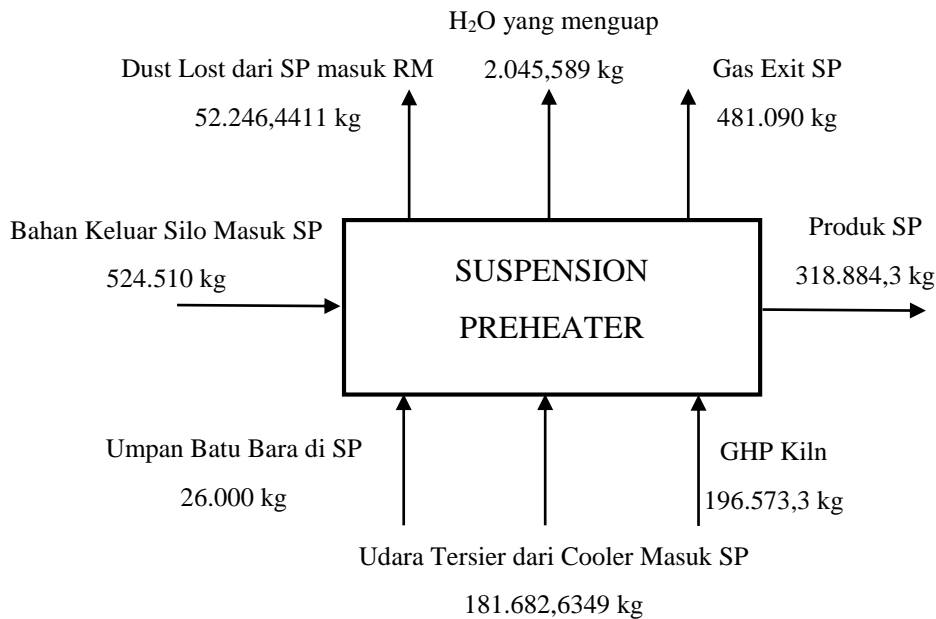 H₂O yang menguap
2.045,589 kg
Dust Lost dari SP masuk RM
52.246,4411 kg
Gas Exit SP
481.090 kg
Bahan Keluar Silo Masuk SP
524.510 kg
SUSPENSION
PREHEATER
Produk SP
318.884,3 kg
Umpan Batu Bara di SP
26.000 kg
GHP Kiln
196.573,3 kg
Udara Tersier dari Cooler Masuk SP
181.682,6349 kg